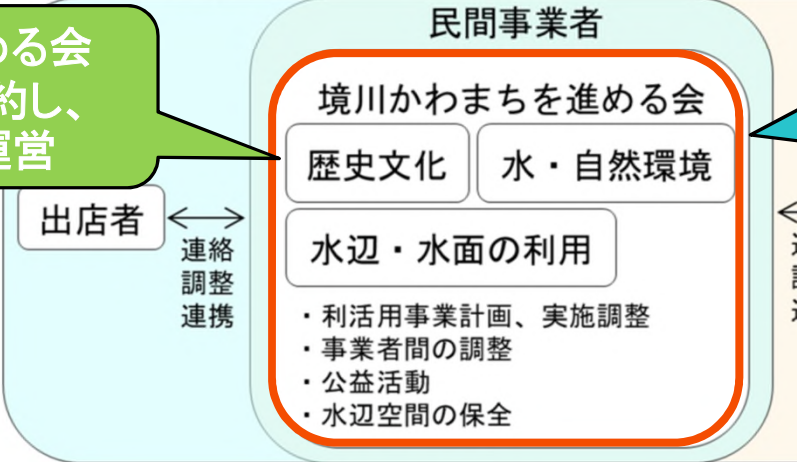 民間事業者
める会
約し、
運営
境川かわまちを進める会
歴史文化
水・自然環境
出店者
連絡
調整
連携
水辺・水面の利用
・利活用事業計画、実施調整
・事業者間の調整
・公益活動
・水辺空間の保全